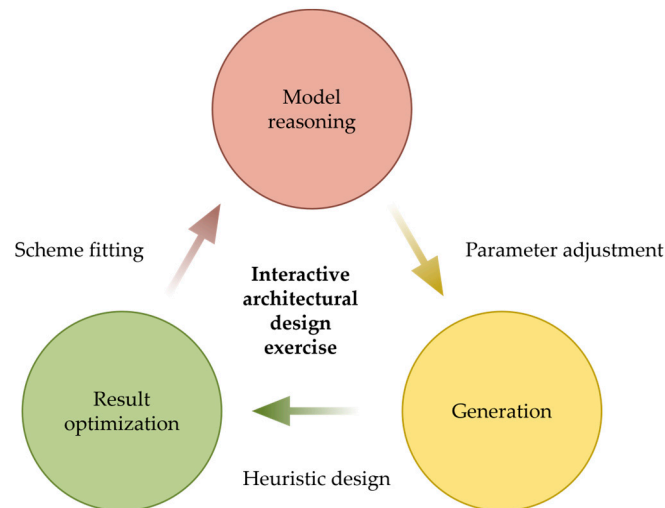 Model
reasoning
Scheme fitting
Parameter adjustment
Interactive
architectural
design
exercise
Result
optimization
Generation
Heuristic design